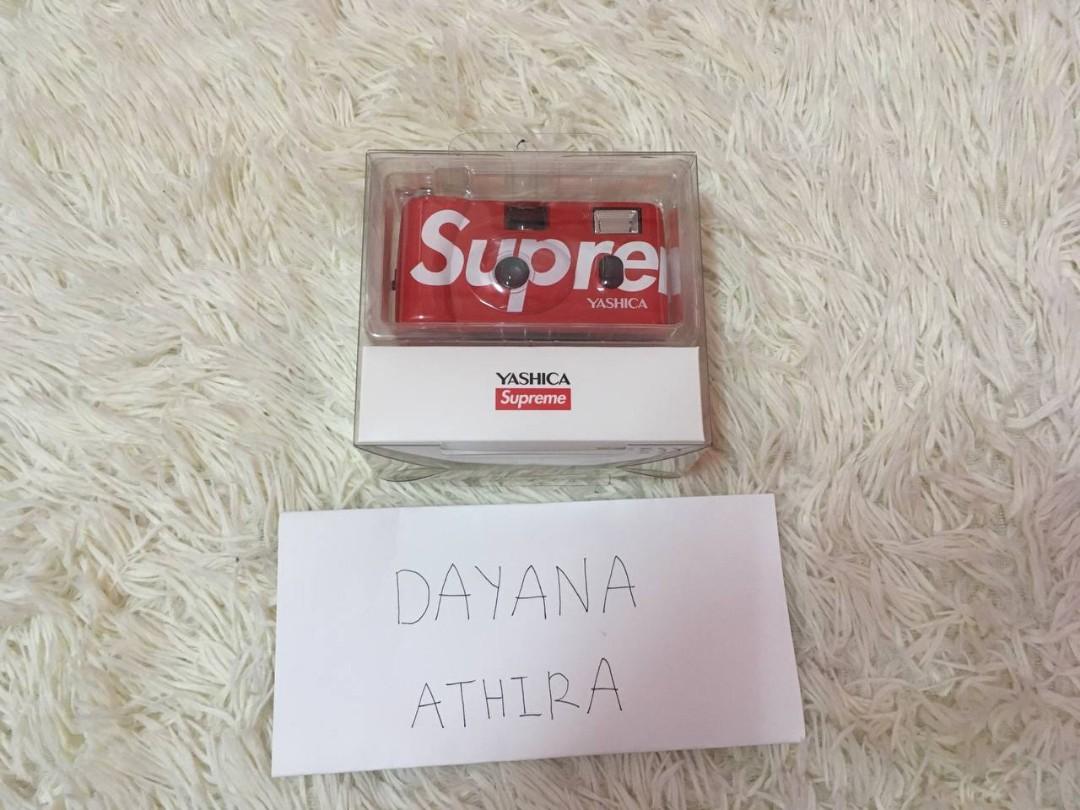 Supre
YASHICA
YASHICA
Supreme
DAYANA
ATHIRA